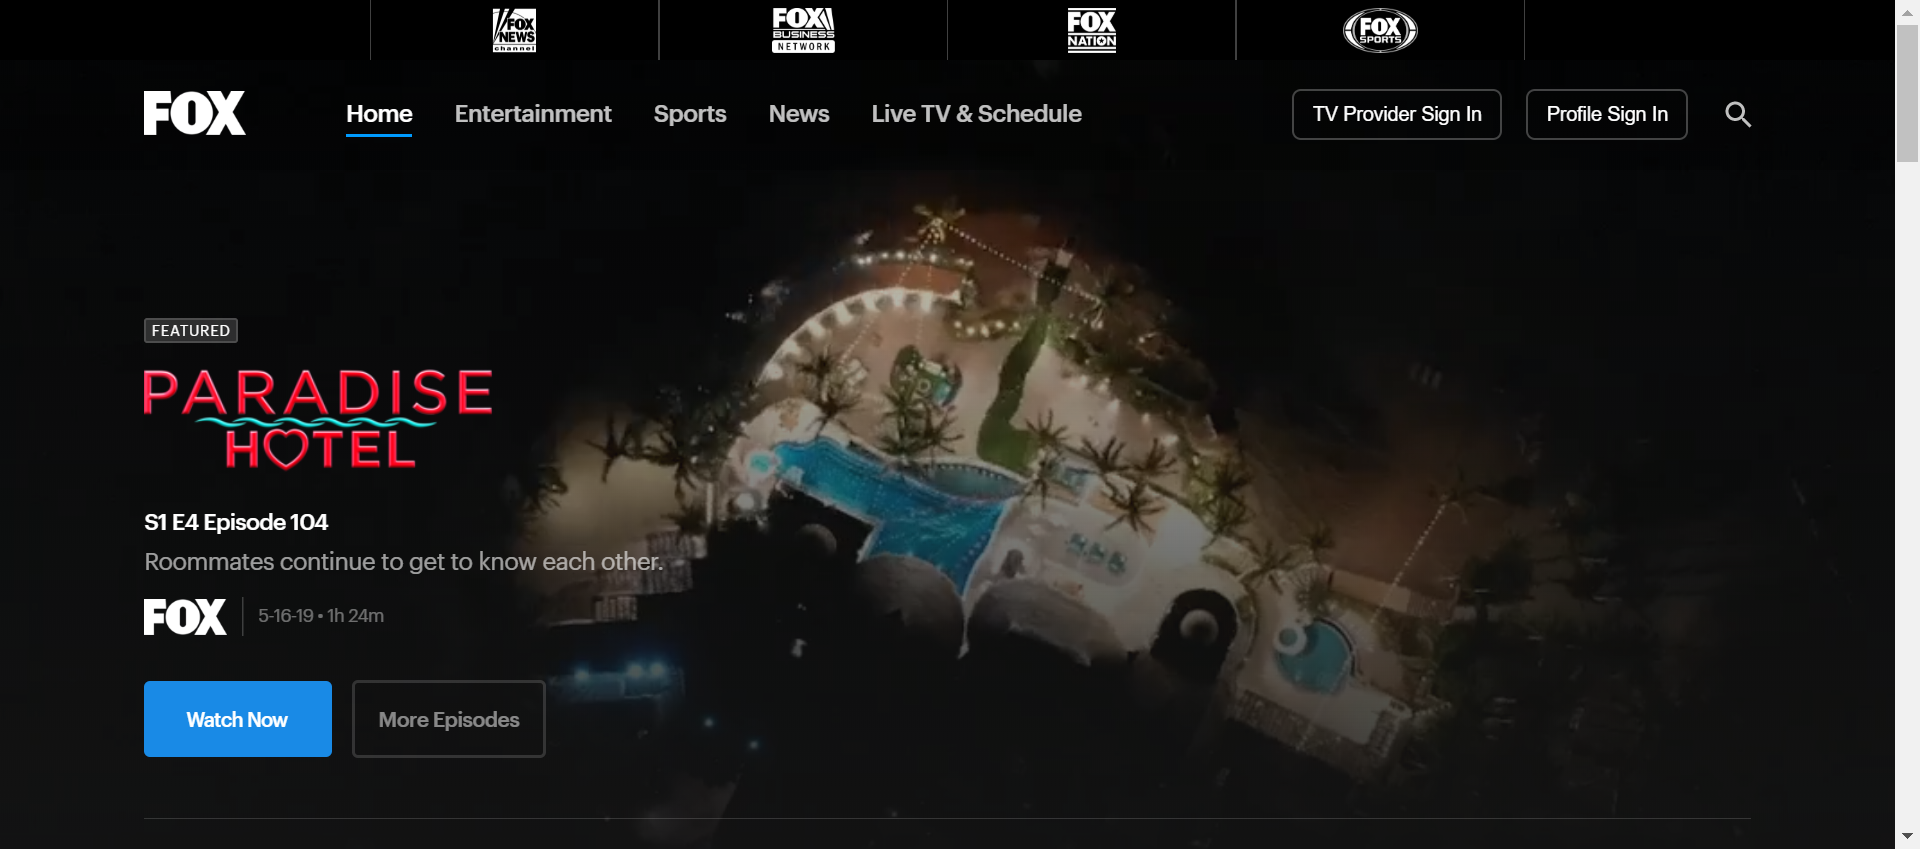 FOX NEWS channel
FOX BUSINESS NETWORK
FOX NATION
FOX SPORTS
FOX
Home
Entertainment
Sports
News
Live TV & Schedule
TV Provider Sign In
Profile Sign In
FEATURED
PARADISE
HOTEL
S1 E4 Episode 104
Roommates continue to get to know each other.
FOX
5-16-19 • 1h 24m
Watch Now
More Episodes